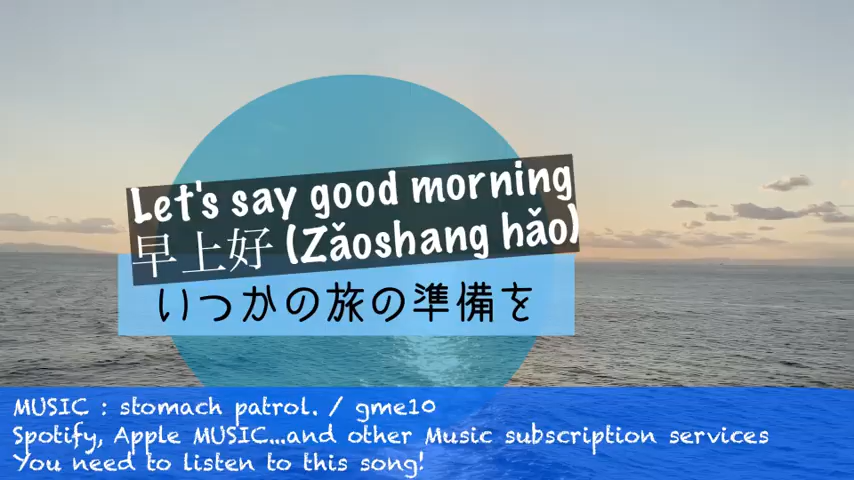 Let's say good morning
早上好 (Zǎoshang hǎo)
いつかの旅の準備を
MUSIC : stomach patrol. / gme10
Spotify, Apple MUSIC...and other Music subscription services
You need to listen to this song!